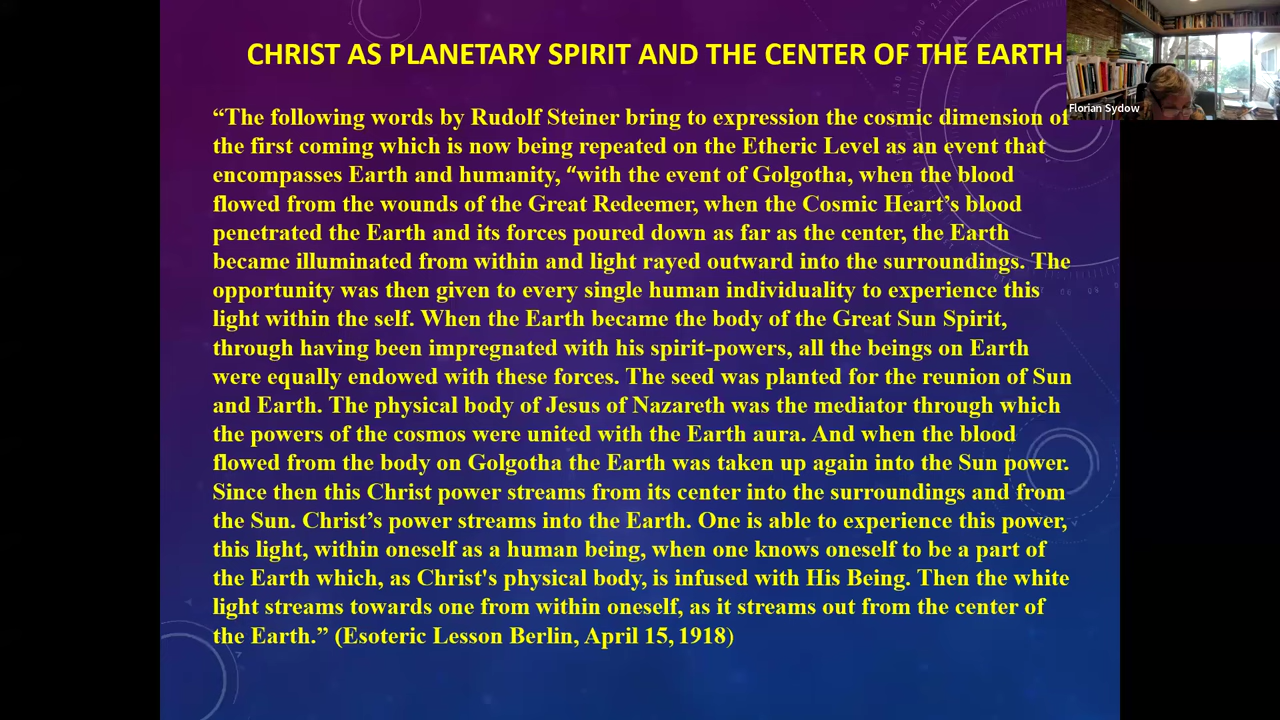 CHRIST AS PLANETARY SPIRIT AND THE CENTER OF THE EARTH
Florian Sydow
“The following words by Rudolf Steiner bring to expression the cosmic dimension of
the first coming which is now being repeated on the Etheric Level as an event that
encompasses Earth and humanity, “with the event of Golgotha, when the blood
flowed from the wounds of the Great Redeemer, when the Cosmic Heart’s blood
penetrated the Earth and its forces poured down as far as the center, the Earth
became illuminated from within and light rayed outward into the surroundings. The
opportunity was then given to every single human individuality to experience this
light within the self. When the Earth became the body of the Great Sun Spirit,
through having been impregnated with his spirit-powers, all the beings on Earth
were equally endowed with these forces. The seed was planted for the reunion of Sun
and Earth. The physical body of Jesus of Nazareth was the mediator through which
the powers of the cosmos were united with the Earth aura. And when the blood
flowed from the body on Golgotha the Earth was taken up again into the Sun power.
Since then this Christ power streams from its center into the surroundings and from
the Sun. Christ’s power streams into the Earth. One is able to experience this power,
this light, within oneself as a human being, when one knows oneself to be a part of
the Earth which, as Christ's physical body, is infused with His Being. Then the white
light streams towards one from within oneself, as it streams out from the center of
the Earth.” (Esoteric Lesson Berlin, April 15, 1918)